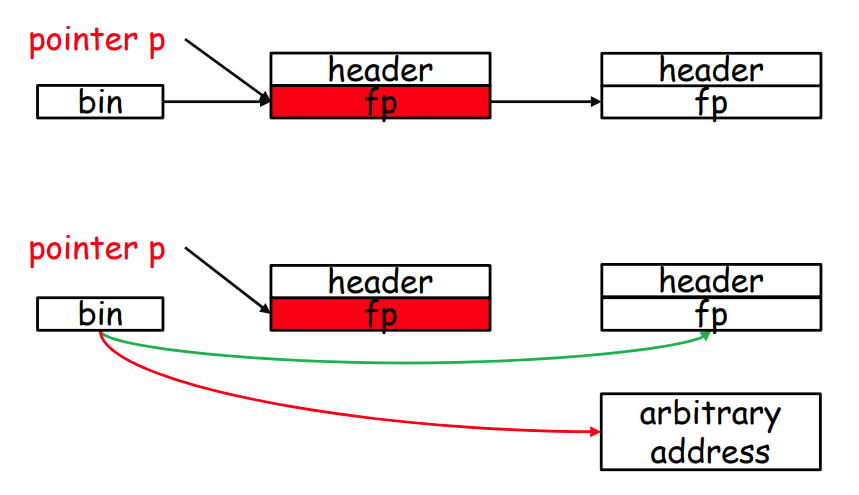 pointer p
header
header
bin
fp
fp
pointer p
header
header
bin
fp
fp
arbitrary
address